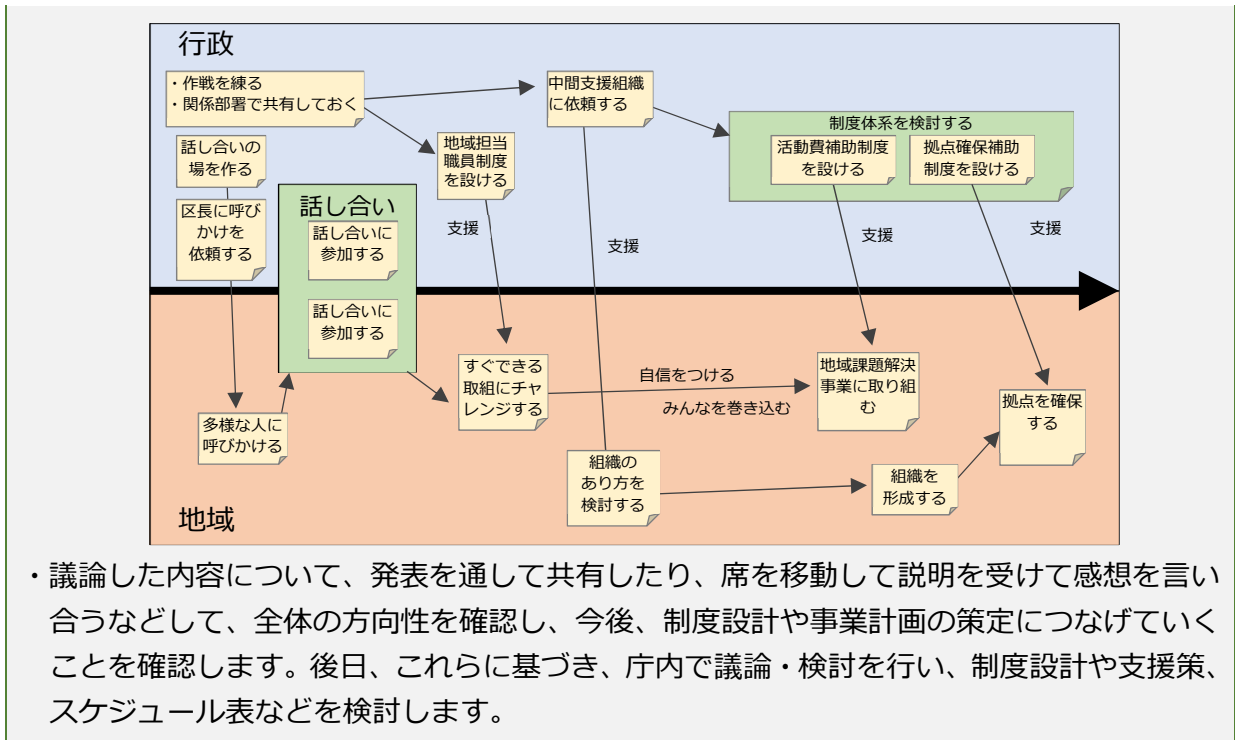 行政
・作戦を練る
・関係部署で共有しておく
中間支援組織
に依頼する
制度体系を検討する
活動費補助制度
を設ける
拠点確保補助
制度を設ける
地域担当
職員制度
を設ける
話し合いの
場を作る
区長に呼び
かけを
依頼する
話し合い
話し合いに
参加する
支援
支援
支援
支援
話し合いに
参加する
すぐできる
取組にチャ
レンジする
自信をつける
みんなを巻き込む
地域課題解決
事業に取り組
む
拠点を確保
する
多様な人に
呼びかける
組織の
あり方を
検討する
組織を
形成する
地域
・議論した内容について、発表を通して共有したり、席を移動して説明を受けて感想を言い
合うなどして、全体の方向性を確認し、今後、制度設計や事業計画の策定につなげていく
ことを確認します。後日、これらに基づき、庁内で議論・検討を行い、制度設計や支援策、
スケジュール表などを検討します。